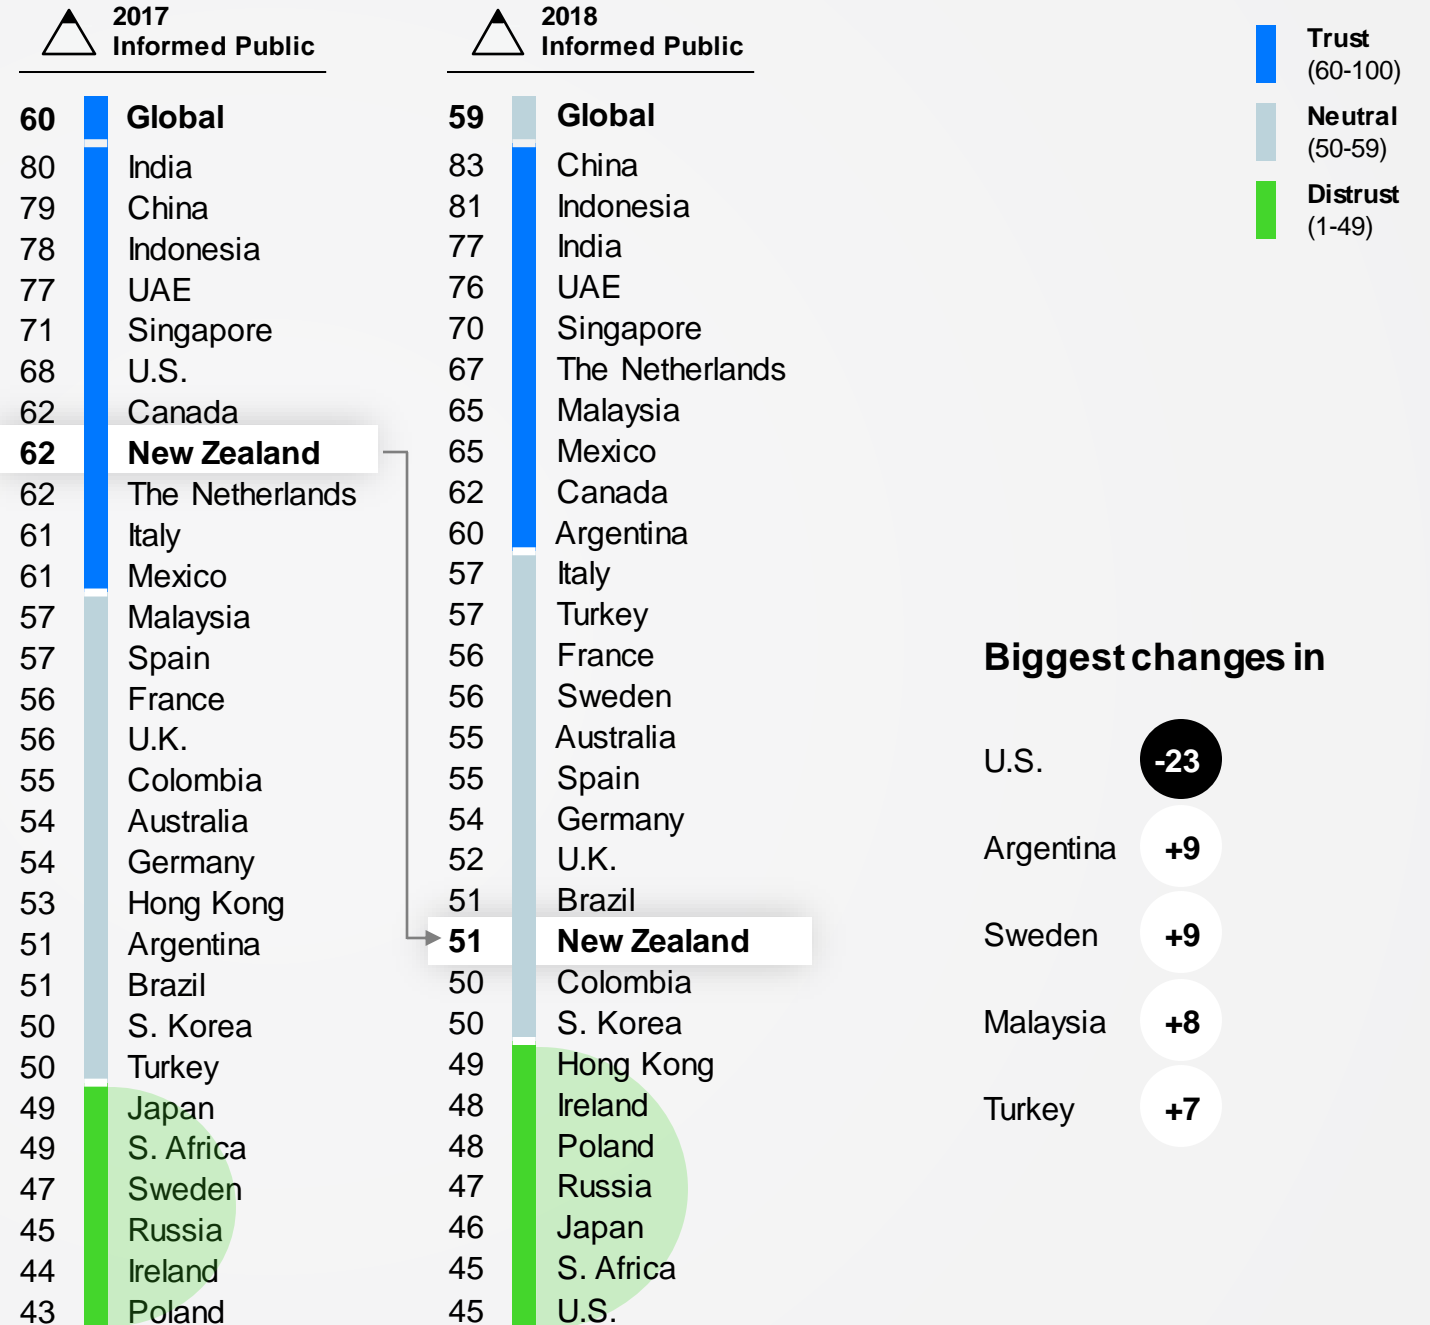 2017
Informed Public
60 Global
80 India
79 China
78 Indonesia
77 UAE
71 Singapore
68 U.S.
62 Canada
62 New Zealand
62 The Netherlands
61 Italy
61 Mexico
57 Malaysia
57 Spain
56 France
56 U.K.
55 Colombia
54 Australia
54 Germany
53 Hong Kong
51 Argentina
51 Brazil
50 S. Korea
50 Turkey
49 Japan
49 S. Africa
47 Sweden
45 Russia
44 Ireland
43 Poland
2018
Informed Public
59 Global
83 China
81 Indonesia
77 India
76 UAE
70 Singapore
67 The Netherlands
65 Malaysia
65 Mexico
62 Canada
60 Argentina
57 Italy
57 Turkey
56 France
56 Sweden
55 Australia
55 Spain
54 Germany
52 U.K.
51 Brazil
51 New Zealand
50 Colombia
50 S. Korea
49 Hong Kong
48 Ireland
48 Poland
47 Russia
46 Japan
45 S. Africa
45 U.S.
Trust
(60-100)
Neutral
(50-59)
Distrust
(1-49)
Biggest changes in
U.S. -23
Argentina +9
Sweden +9
Malaysia +8
Turkey +7